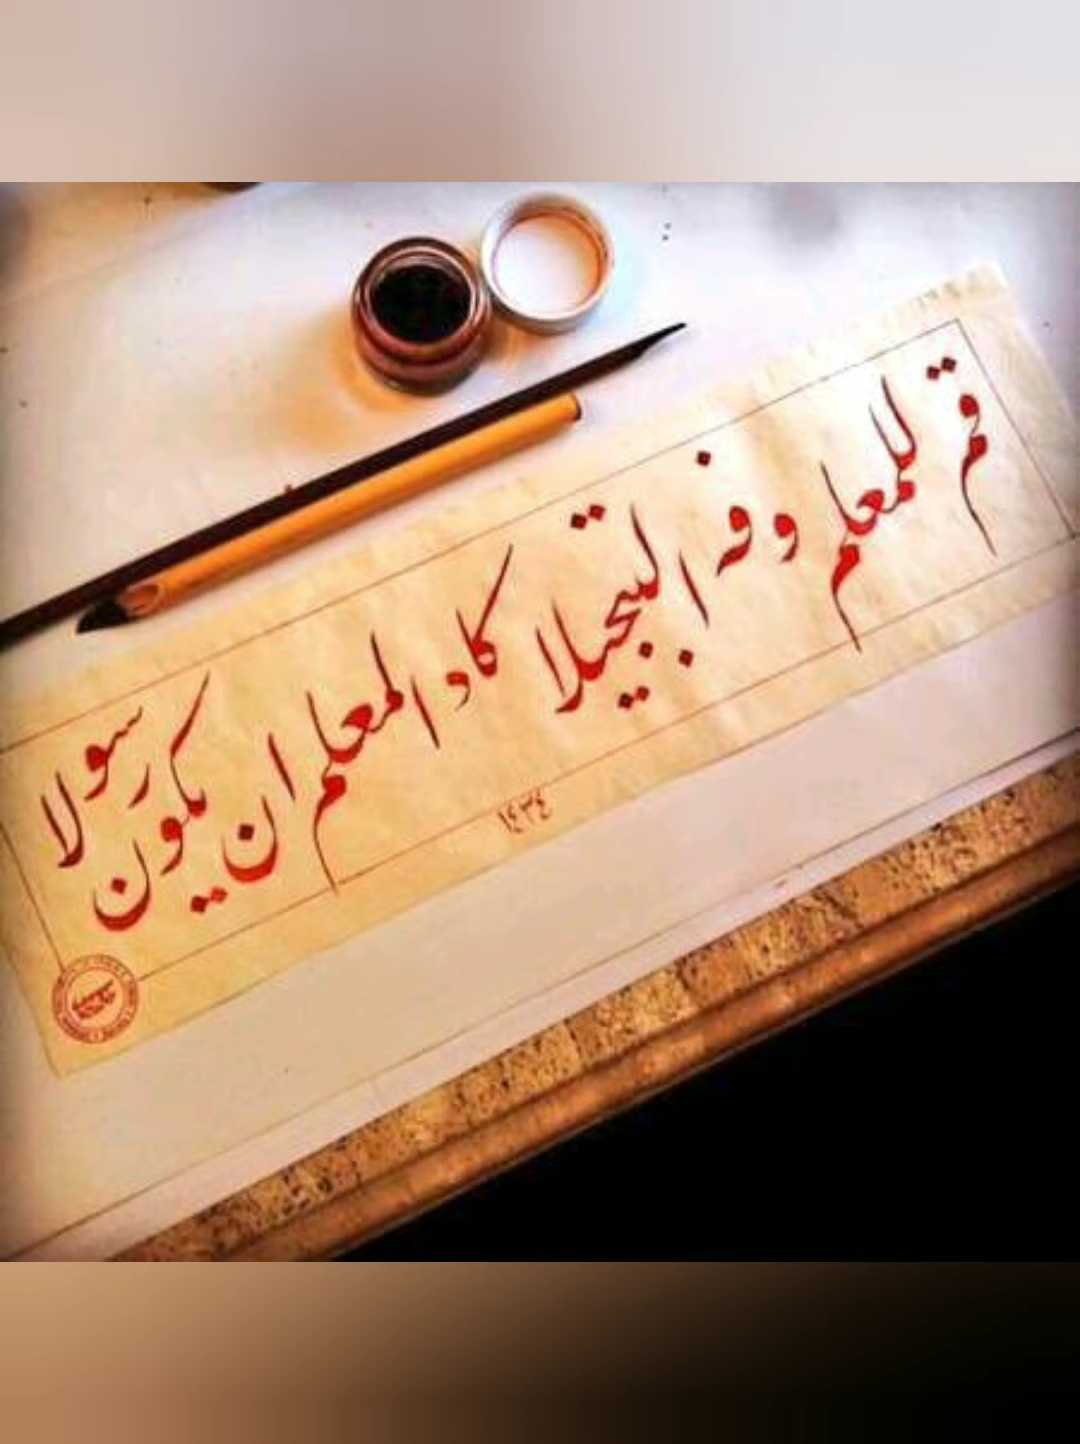 قم للمعلم وفه التبجيلا كاد المعلم ان يكون رسولا
١٤٣٤